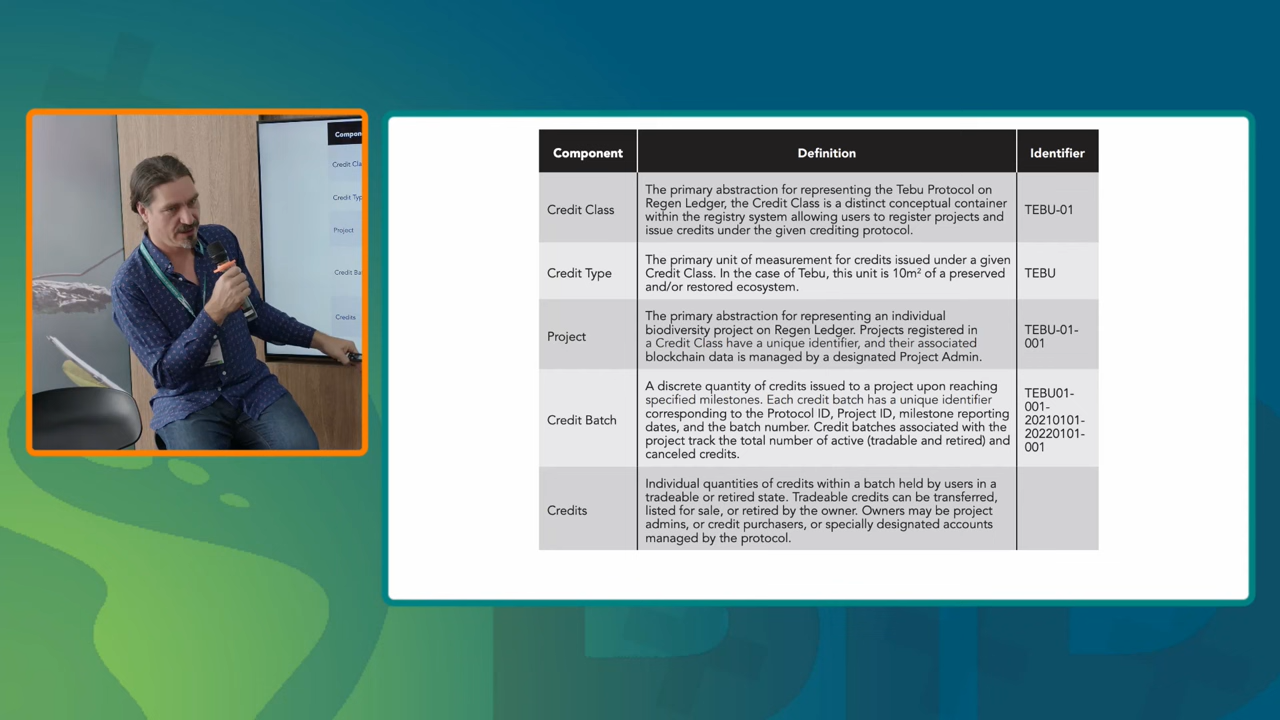 Component
Definition
Identifier
Credit Class
The primary abstraction for representing the Tebu Protocol on
Regen Ledger, the Credit Class is a distinct conceptual container
within the registry system allowing users to register projects and
issue credits under the given crediting protocol.
TEBU-01
Credit Type
The primary unit of measurement for credits issued under a given
Credit Class. In the case of Tebu, this unit is 10m² of a preserved
and/or restored ecosystem.
TEBU
Project
The primary abstraction for representing an individual
biodiversity project on Regen Ledger. Projects registered in
a Credit Class have a unique identifier, and their associated
blockchain data is managed by a designated Project Admin.
TEBU-01-
001
Credit Batch
A discrete quantity of credits issued to a project upon reaching
specified milestones. Each credit batch has a unique identifier
corresponding to the Protocol ID, Project ID, milestone reporting
dates, and the batch number. Credit batches associated with the
project track the total number of active (tradable and retired) and
canceled credits.
TEBU01-
001-
20210101-
20220101-
001
Credits
Individual quantities of credits within a batch held by users in a
tradeable or retired state. Tradeable credits can be transferred,
listed for sale, or retired by the owner. Owners may be project
admins, or credit purchasers, or specially designated accounts
managed by the protocol.
Compon
Credit Cla
Credit Typ
Project
Credit Ba
Credits